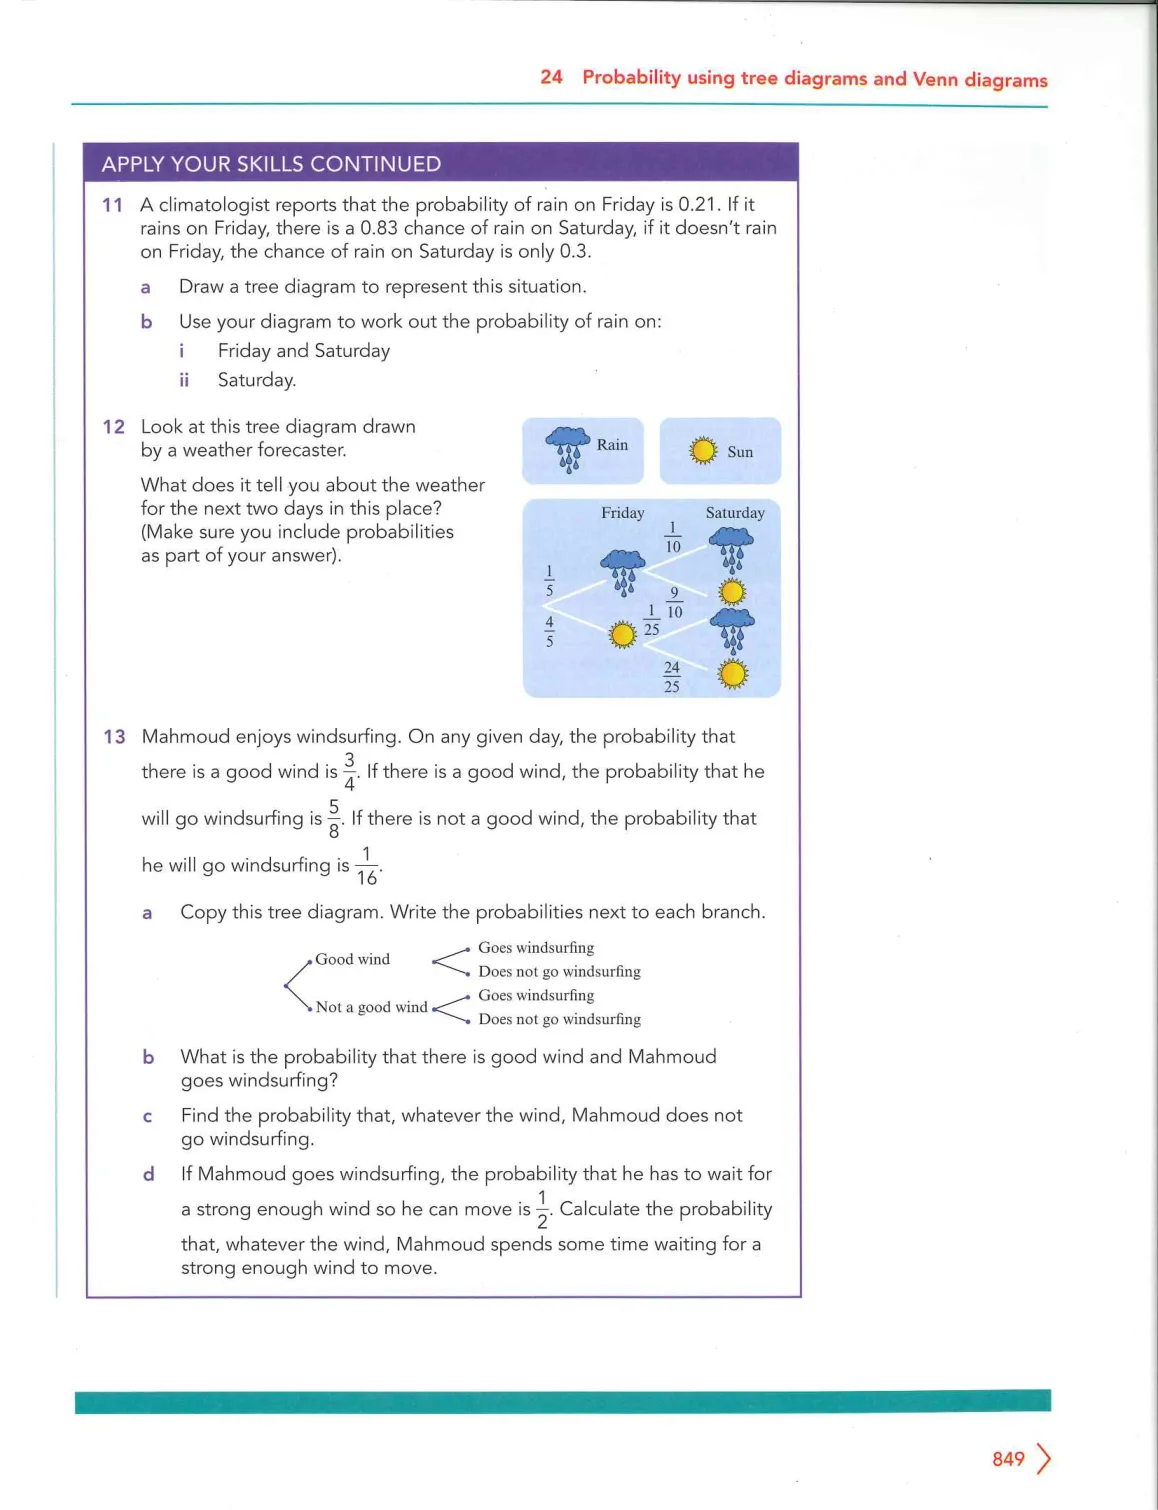 24 Probability using tree diagrams and Venn diagrams
APPLY YOUR SKILLS CONTINUED
11 A climatologist reports that the probability of rain on Friday is 0.21. If it
rains on Friday, there is a 0.83 chance of rain on Saturday, if it doesn't rain
on Friday, the chance of rain on Saturday is only 0.3.
a Draw a tree diagram to represent this situation.
b Use your diagram to work out the probability of rain on:
i Friday and Saturday
ii Saturday.
12 Look at this tree diagram drawn
by a weather forecaster.
What does it tell you about the weather
for the next two days in this place?
(Make sure you include probabilities
as part of your answer).
Rain
Sun
Friday Saturday
1/10
1/5
9/10
4/5
1/25
24/25
13 Mahmoud enjoys windsurfing. On any given day, the probability that
there is a good wind is 3/4. If there is a good wind, the probability that he
will go windsurfing is 5/8. If there is not a good wind, the probability that
he will go windsurfing is 1/16.
a Copy this tree diagram. Write the probabilities next to each branch.
Good wind
Goes windsurfing
Does not go windsurfing
Not a good wind
Goes windsurfing
Does not go windsurfing
b What is the probability that there is good wind and Mahmoud
goes windsurfing?
c Find the probability that, whatever the wind, Mahmoud does not
go windsurfing.
d If Mahmoud goes windsurfing, the probability that he has to wait for
a strong enough wind so he can move is 1/2. Calculate the probability
that, whatever the wind, Mahmoud spends some time waiting for a
strong enough wind to move.
849